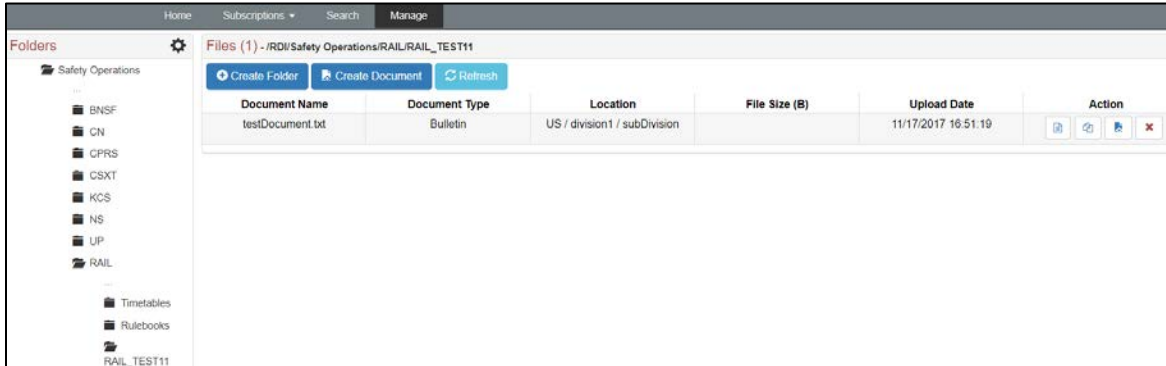 Home Subscriptions Search Manage
Folders
Safety Operations
...
BNSF
CN
CPRS
CSXT
KCS
NS
UP
RAIL
...
Timetables
Rulebooks
RAIL_TEST11
Files (1) - /RDI/Safety Operations/RAIL/RAIL_TEST11
Create Folder Create Document Refresh
Document Name Document Type Location File Size (B) Upload Date Action
testDocument.txt Bulletin US / division1 / subDivision 11/17/2017 16:51:19